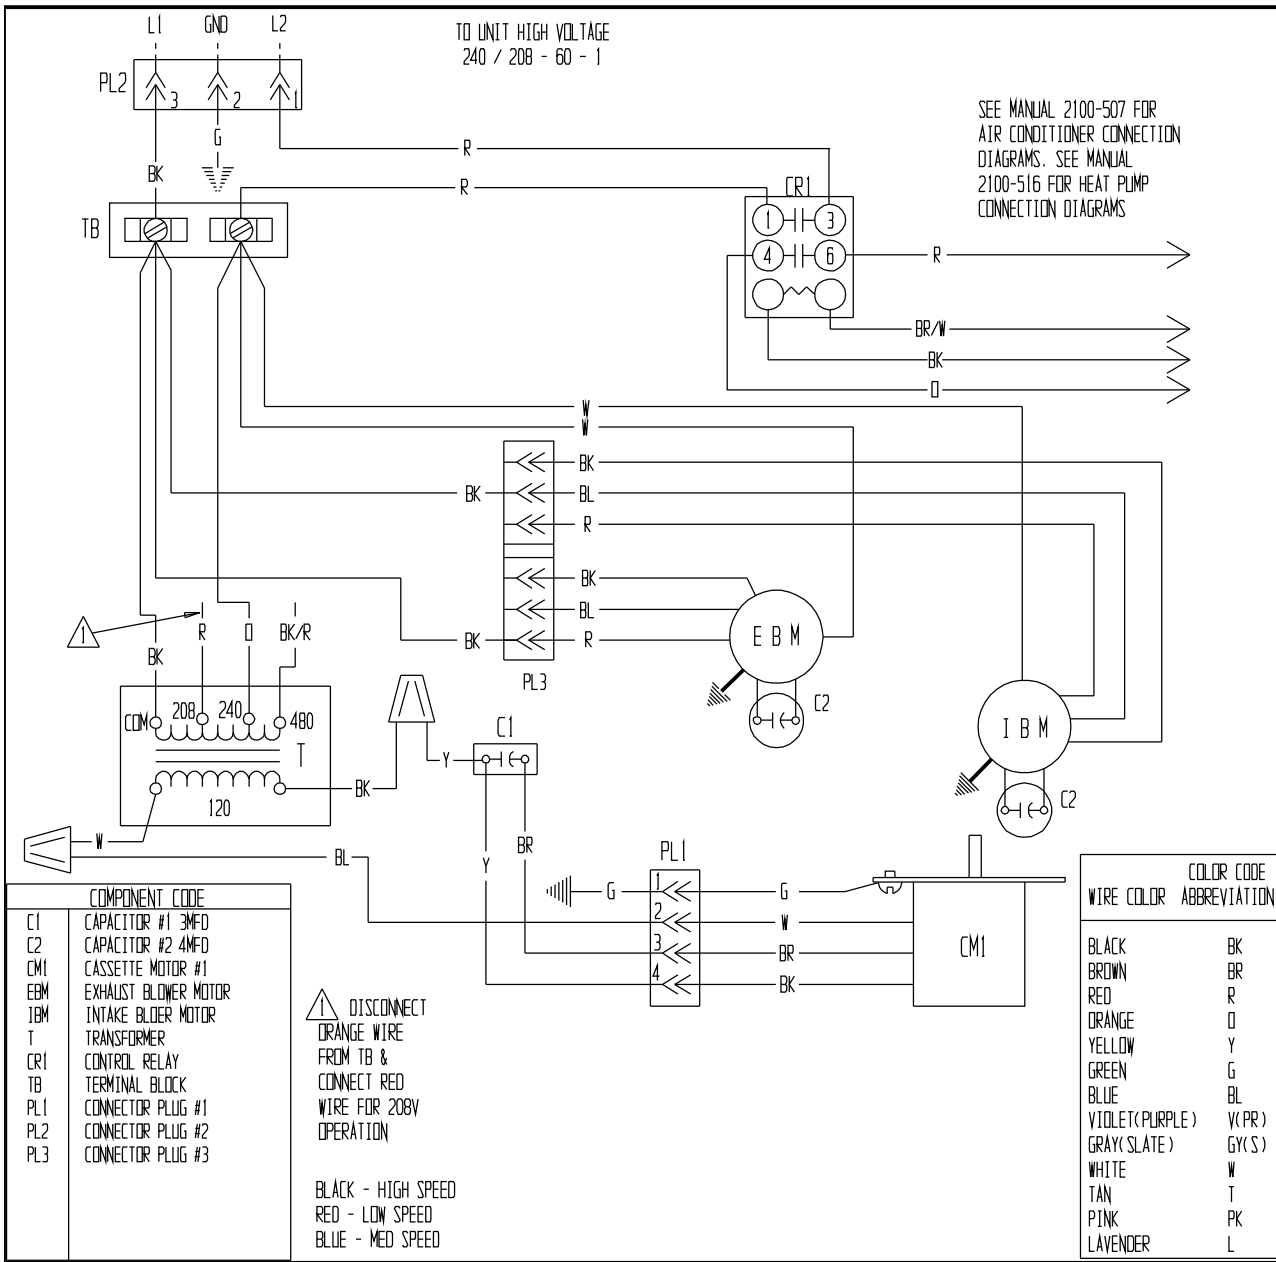 L1 GND L2
TO UNIT HIGH VOLTAGE
240 / 208 - 60 - 1
PL2
3 2 1
G
BK
R
R
SEE MANUAL 2100-507 FOR
AIR CONDITIONER CONNECTION
DIAGRAMS. SEE MANUAL
2100-516 FOR HEAT PUMP
CONNECTION DIAGRAMS
CR1
TB
1 3
4 6
R
BR/W
BK
O
W
W
BK
BK BL
R
BK
BL
BK R
PL3
1
R O BK/R
BK
E B M
C2
COM 208 240 480
T
120
BK
Y
C1
I B M
C2
W
BL
Y
BR
PL1
G 1 G
2 W
3 BR
4 BK
CM1
COMPONENT CODE
C1 CAPACITOR #1 3MFD
C2 CAPACITOR #2 4MFD
CM1 CASSETTE MOTOR #1
EBM EXHAUST BLOWER MOTOR
IBM INTAKE BLOER MOTOR
T TRANSFORMER
CR1 CONTROL RELAY
TB TERMINAL BLOCK
PL1 CONNECTOR PLUG #1
PL2 CONNECTOR PLUG #2
PL3 CONNECTOR PLUG #3
1 DISCONNECT
ORANGE WIRE
FROM TB &
CONNECT RED
WIRE FOR 208V
OPERATION
BLACK - HIGH SPEED
RED - LOW SPEED
BLUE - MED SPEED
COLOR CODE
WIRE COLOR ABBREVIATION
BLACK BK
BROWN BR
RED R
ORANGE O
YELLOW Y
GREEN G
BLUE BL
VIOLET(PURPLE) V(PR)
GRAY(SLATE) GY(S)
WHITE W
TAN T
PINK PK
LAVENDER L